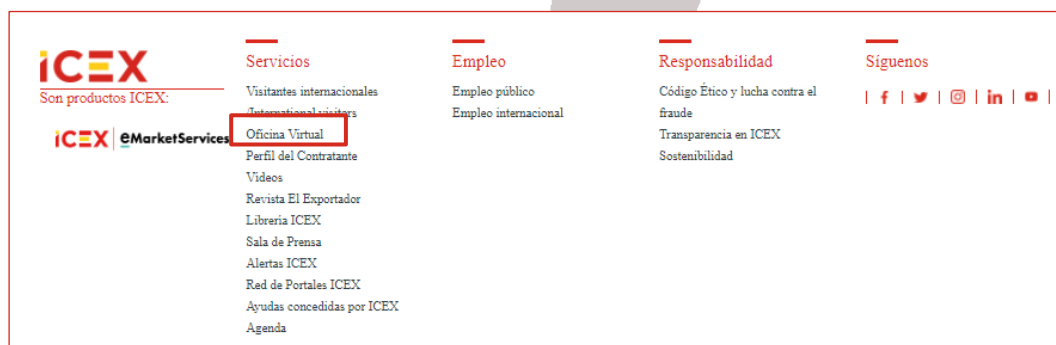 ICEX
Son productos ICEX:
ICEX eMarketServices
Servicios
Visitantes internacionales
/International visitors
Oficina Virtual
Perfil del Contratante
Videos
Revista El Exportador
Librería ICEX
Sala de Prensa
Alertas ICEX
Red de Portales ICEX
Ayudas concedidas por ICEX
Agenda
Empleo
Empleo público
Empleo internacional
Responsabilidad
Código Ético y lucha contra el
fraude
Transparencia en ICEX
Sostenibilidad
Síguenos